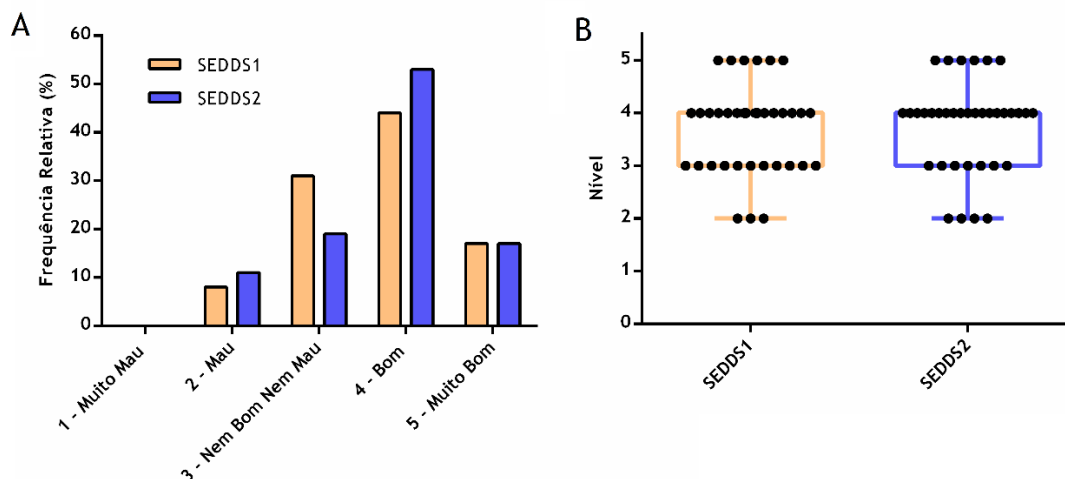 A
Frequência Relativa (%)
60
50
40
30
20
10
0
SEDDS1
SEDDS2
1 - Muito Mau
2 - Mau
3 - Nem Bom Nem Mau
4 - Bom
5 - Muito Bom
B
Nível
5
4
3
2
1
0
SEDDS1
SEDDS2